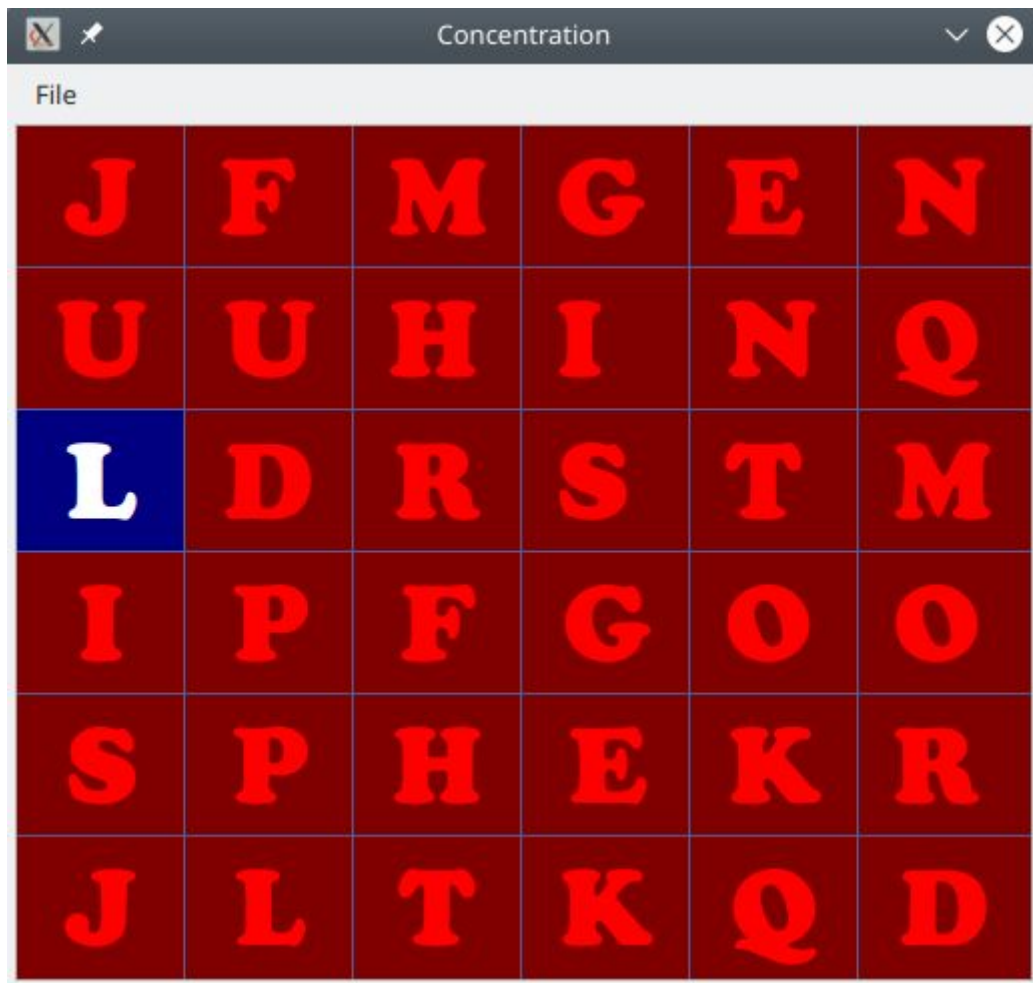 Concentration
File
J F M G E N
U U H I N Q
L D R S T M
I P F G O O
S P H E K R
J L T K Q D